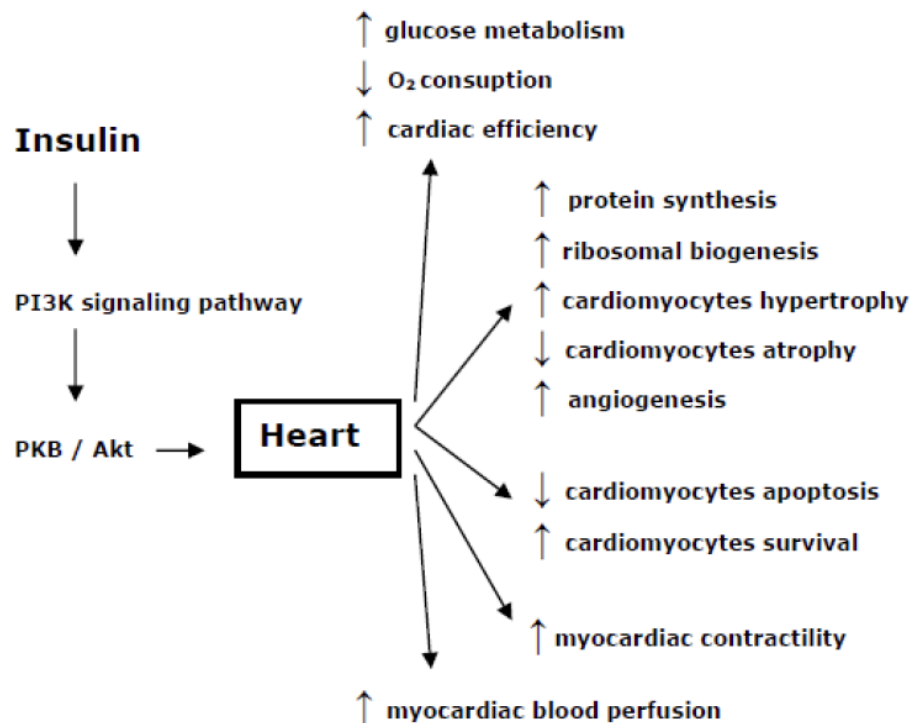 ↑ glucose metabolism
↓ O₂ consuption
↑ cardiac efficiency
Insulin
↑ protein synthesis
↑ ribosomal biogenesis
PI3K signaling pathway
↑ cardiomyocytes hypertrophy
↓ cardiomyocytes atrophy
↑ angiogenesis
PKB / Akt
Heart
↓ cardiomyocytes apoptosis
↑ cardiomyocytes survival
↑ myocardiac contractility
↑ myocardiac blood perfusion